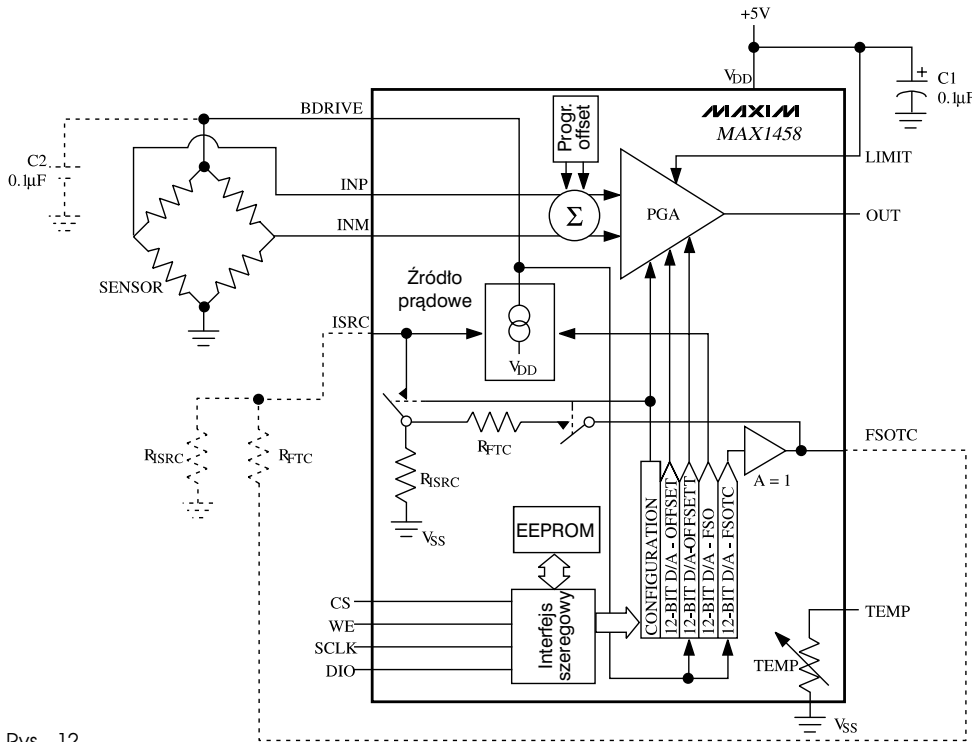 +5V
VDD
C1
0.1µF
MAXIM
MAX1458
BDRIVE
Progr.
offset
C2
0.1µF
LIMIT
INP
Σ
PGA
OUT
INM
SENSOR
Źródło
prądowe
ISRC
VDD
RISRC
RFTC
RFTC
RISRC
VSS
FSOTC
A = 1
EEPROM
CONFIGURATION
12-BIT D/A - OFFSET
12-BIT D/A-OFFSETT
12-BIT D/A - FSO
12-BIT D/A - FSOTC
CS
WE
SCLK
DIO
Interfejs
szeregowy
TEMP
TEMP
VSS
Rys. 12